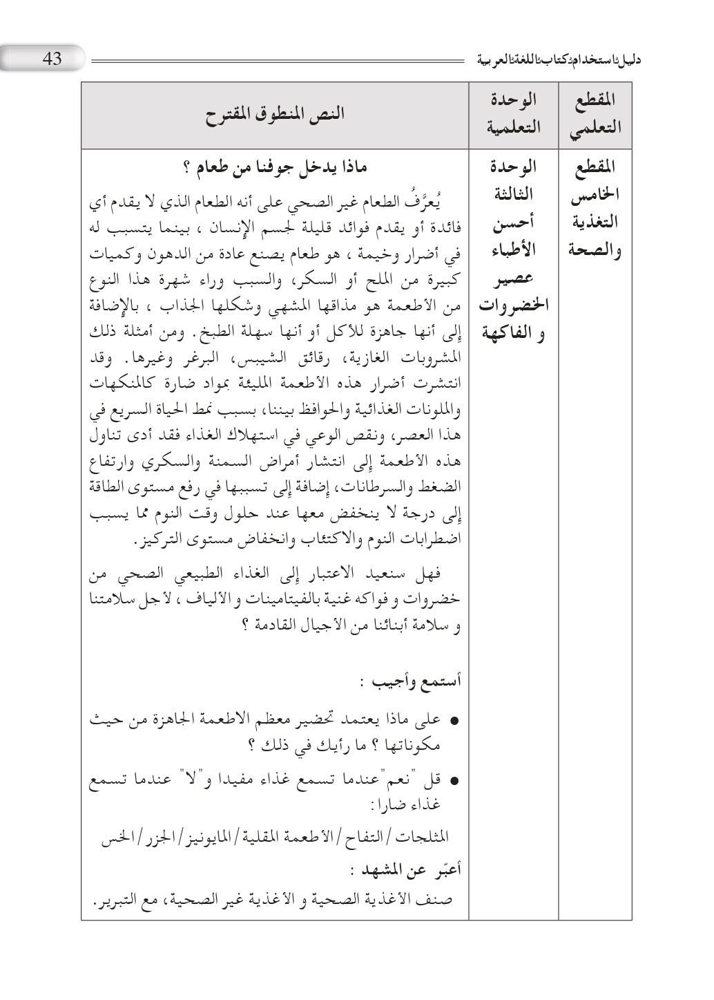 دليل استخدام كتاب اللغة العربية
43
المقطع
التعلمي
الوحدة
التعلمية
النص المنطوق المقترح
المقطع
الخامس
التغذية
والصحة
الوحدة
الثالثة
أحسن
الأطباء
عصير
الخضروات
و الفاكهة
ماذا يدخل جوفنا من طعام ؟
يُعرَّفُ الطعام غير الصحي على أنه الطعام الذي لا يقدم أي
فائدة أو يقدم فوائد قليلة لجسم الإنسان ، بينما يتسبب له
في أضرار وخيمة ، هو طعام يصنع عادة من الدهون وكميات
كبيرة من الملح أو السكر، والسبب وراء شهرة هذا النوع
من الأطعمة هو مذاقها المشهي وشكلها الجذاب ، بالإضافة
إلى أنها جاهزة للأكل أو أنها سهلة الطبخ. ومن أمثلة ذلك
المشروبات الغازية، رقائق الشيبس، البرغر وغيرها. وقد
انتشرت أضرار هذه الأطعمة المليئة بمواد ضارة كالمنكهات
والملونات الغذائية والحوافظ بيننا، بسبب نمط الحياة السريع في
هذا العصر، ونقص الوعي في استهلاك الغذاء فقد أدى تناول
هذه الأطعمة إلى انتشار أمراض السمنة والسكري وارتفاع
الضغط والسرطانات، إضافة إلى تسببها في رفع مستوى الطاقة
إلى درجة لا ينخفض معها عند حلول وقت النوم مما يسبب
اضطرابات النوم والاكتئاب وانخفاض مستوى التركيز.
فهل سنعيد الاعتبار إلى الغذاء الطبيعي الصحي من
خضروات و فواكه غنية بالفيتامينات و الألياف ، لأجل سلامتنا
و سلامة أبنائنا من الأجيال القادمة ؟
أستمع وأجيب :
● على ماذا يعتمد تحضير معظم الاطعمة الجاهزة من حيث
مكوناتها ؟ ما رأيك في ذلك ؟
● قل "نعم"عندما تسمع غذاء مفيدا و"لا" عندما تسمع
غذاء ضارا:
المثلجات /التفاح /الأطعمة المقلية/المايونيز/الجزر/الخس
أعبّر عن المشهد :
صنف الأغذية الصحية و الأغذية غير الصحية، مع التبرير.